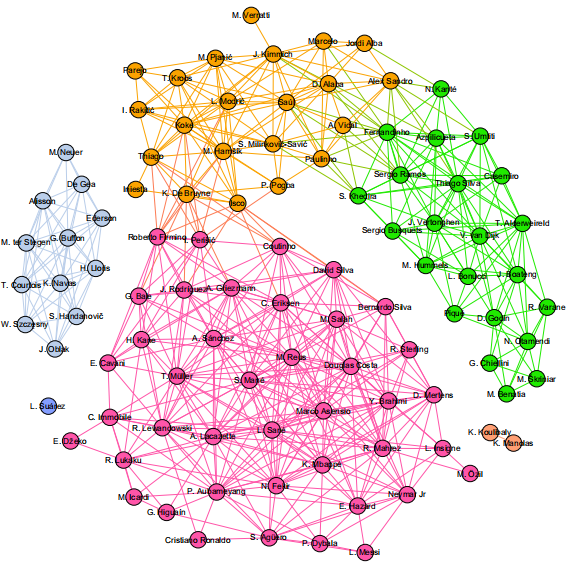 M. Verratti
Marcelo
Jordi Alba
M. Pjanić
J. Kimmich
Parejo
T. Kroos
D. Alaba
Alex Sandro
N. Kanté
L. Modrić
Saúl
I. Rakitić
Koke
A. Vidal
Fernandinho
Azpilicueta
S. Umtiti
S. Milinković-Savić
M. Hamšík
Thiago
Paulinho
M. Neuer
Sergio Ramos
Thiago Silva
Casemiro
De Gea
Iniesta
K. De Bruyne
P. Pogba
S. Khedira
Alisson
Isco
Ederson
J. Vertonghen
T. Alderweireld
Sergio Busquets
V. van Dijk
G. Buffon
M. ter Stegen
Roberto Firmino
I. Perišić
Coutinho
H. Lloris
David Silva
M. Hummels
L. Bonucci
J. Boateng
T. Courtois
K. Navas
G. Bale
J. Rodríguez
A. Griezmann
C. Eriksen
Bernardo Silva
Piqué
D. Godín
R. Varane
W. Szczęsny
S. Handanovič
M. Salah
H. Kane
A. Sánchez
N. Otamendi
J. Oblak
M. Reus
R. Sterling
E. Cavani
Douglas Costa
G. Chiellini
T. Müller
S. Mané
M. Škriniar
M. Benatia
L. Suárez
Y. Brahimi
D. Mertens
C. Immobile
Marco Asensio
R. Lewandowski
L. Sané
K. Koulibaly
E. Džeko
A. Lacazette
K. Manolas
R. Mahrez
L. Insigne
R. Lukaku
K. Mbappé
M. Özil
M. Icardi
P. Aubameyang
N. Fekir
Neymar Jr
G. Higuaín
E. Hazard
Cristiano Ronaldo
S. Agüero
P. Dybala
L. Messi